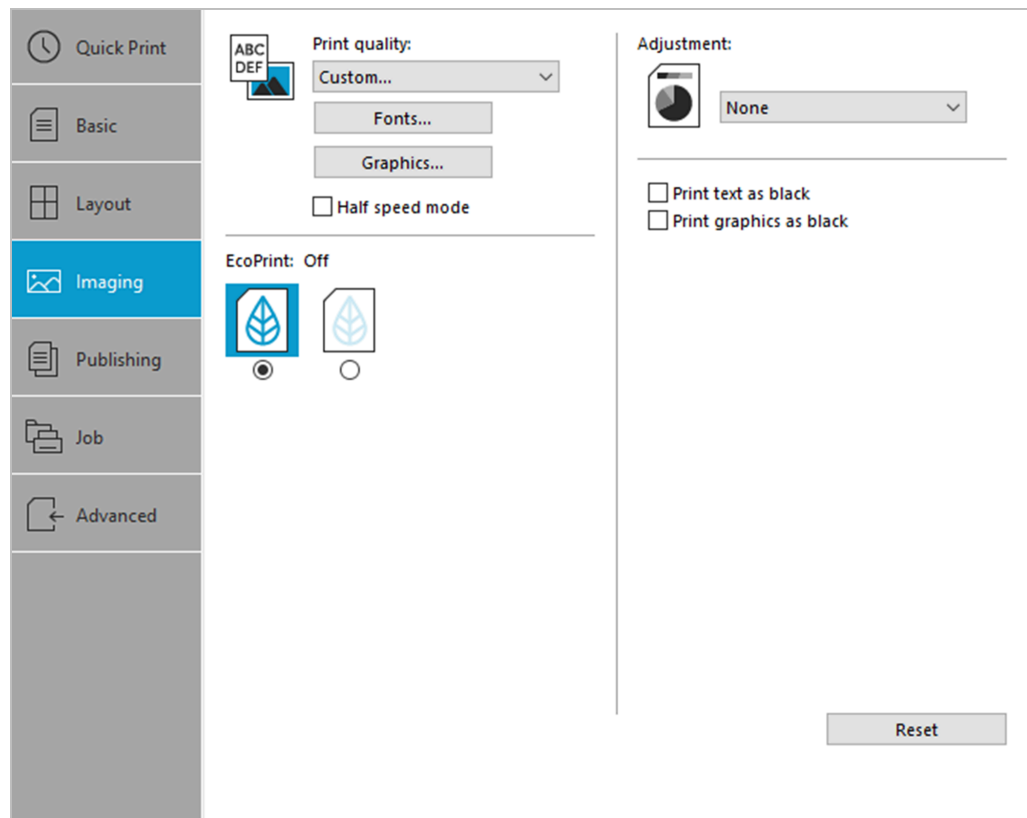 Quick Print
Basic
Layout
Imaging
Publishing
Job
Advanced
ABC
DEF
Print quality:
Custom...
Fonts...
Graphics...
Half speed mode
EcoPrint: Off
Adjustment:
None
Print text as black
Print graphics as black
Reset